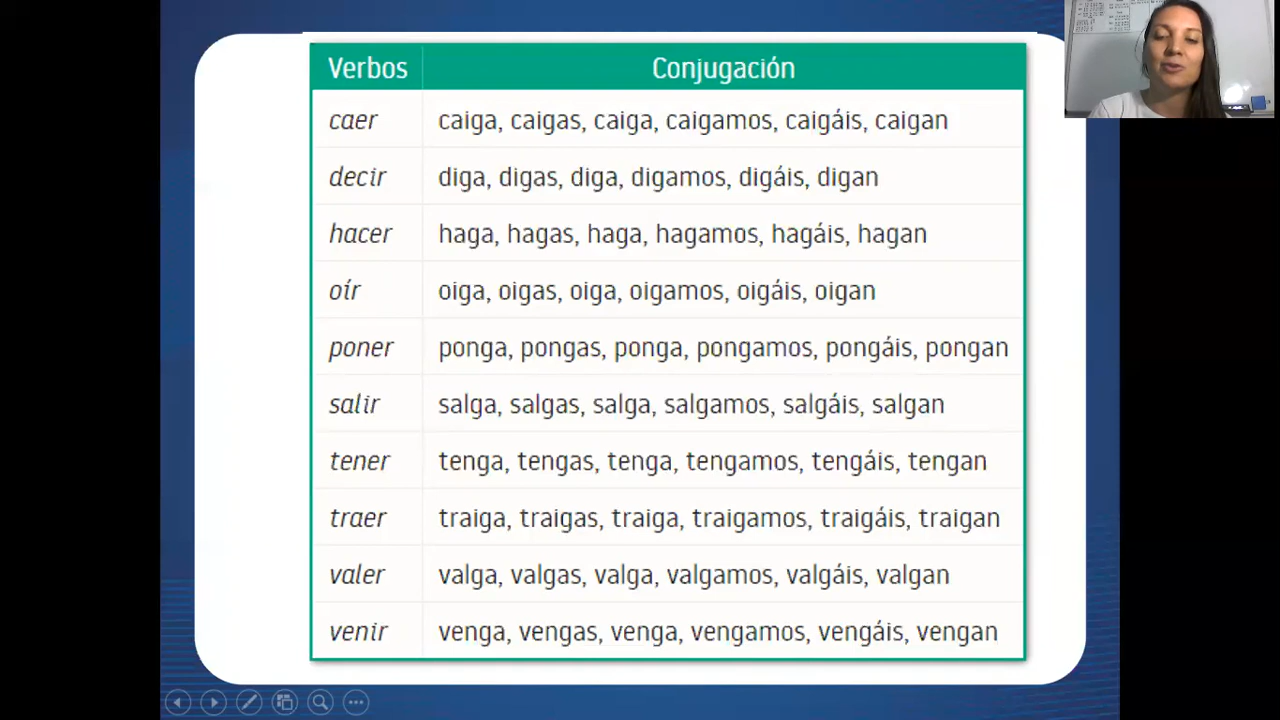 Verbos Conjugación
caer caiga, caigas, caiga, caigamos, caigáis, caigan
decir diga, digas, diga, digamos, digáis, digan
hacer haga, hagas, haga, hagamos, hagáis, hagan
oír oiga, oigas, oiga, oigamos, oigáis, oigan
poner ponga, pongas, ponga, pongamos, pongáis, pongan
salir salga, salgas, salga, salgamos, salgáis, salgan
tener tenga, tengas, tenga, tengamos, tengáis, tengan
traer traiga, traigas, traiga, traigamos, traigáis, traigan
valer valga, valgas, valga, valgamos, valgáis, valgan
venir venga, vengas, venga, vengamos, vengáis, vengan